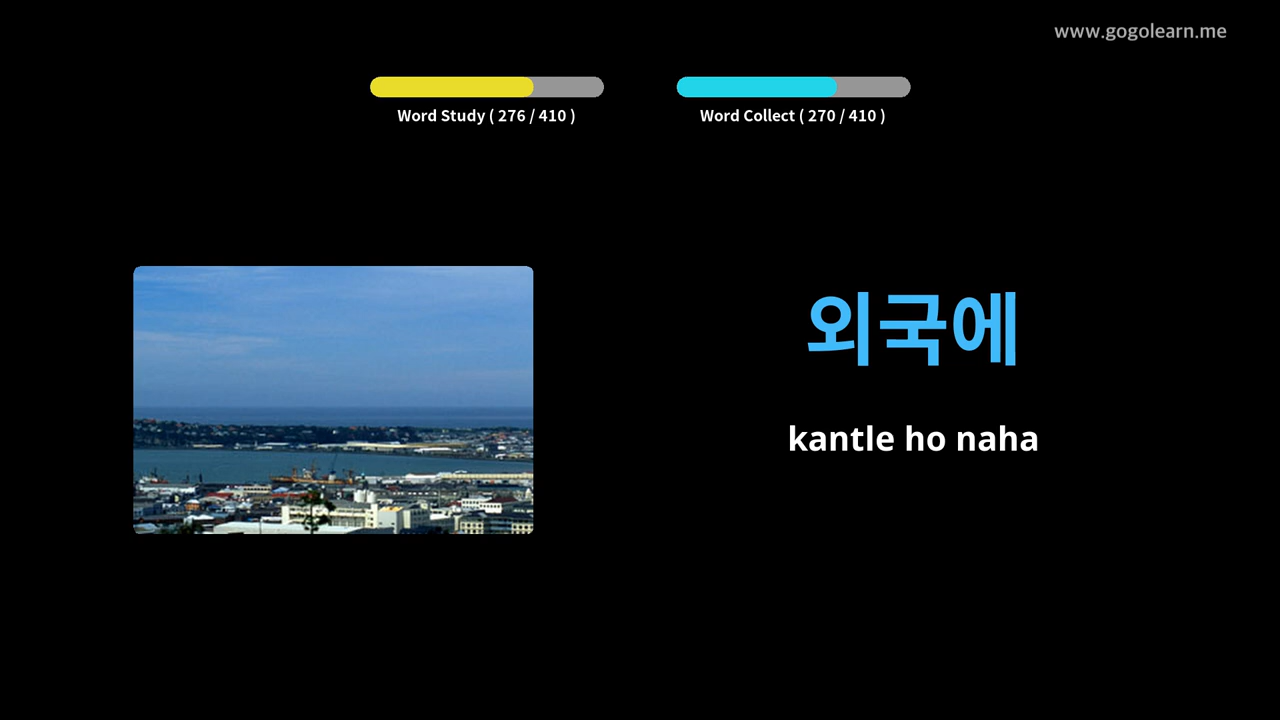 www.gogolearn.me
Word Study ( 276 / 410 )
Word Collect ( 270 / 410 )
외국에
kantle ho naha